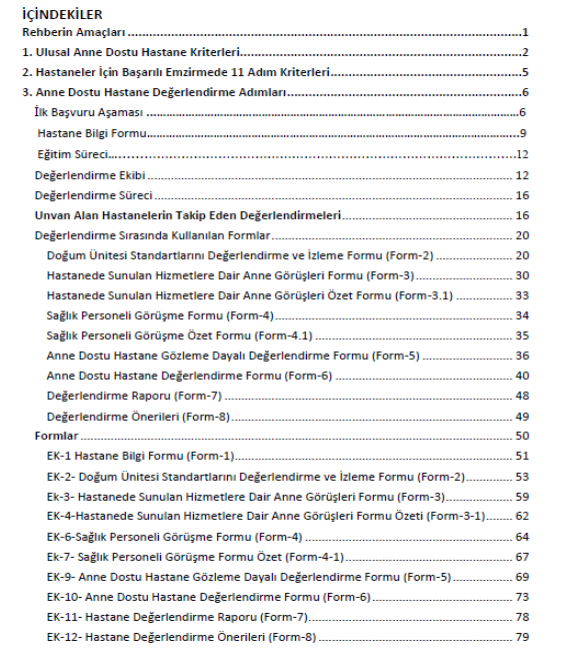 İÇİNDEKİLER
Rehberin Amaçları ........................................................................1
1. Ulusal Anne Dostu Hastane Kriterleri..................................................2
2. Hastaneler İçin Başarılı Emzirmede 11 Adım Kriterleri..................................5
3. Anne Dostu Hastane Değerlendirme Adımları..............................................6
İlk Başvuru Aşaması ......................................................................6
Hastane Bilgi Formu.......................................................................9
Eğitim Süreci.............................................................................12
Değerlendirme Ekibi ...................................................................... 12
Değerlendirme Süreci ..................................................................... 16
Unvan Alan Hastanelerin Takip Eden Değerlendirmeleri...................................... 16
Değerlendirme Sırasında Kullanılan Formlar................................................ 20
Doğum Ünitesi Standartlarını Değerlendirme ve İzleme Formu (Form-2) ....................... 20
Hastanede Sunulan Hizmetlere Dair Anne Görüşleri Formu (Form-3) .......................... 30
Hastanede Sunulan Hizmetlere Dair Anne Görüşleri Özet Formu (Form-3.1) ................... 33
Sağlık Personeli Görüşme Formu (Form-4)................................................... 34
Sağlık Personeli Görüşme Özet Formu (Form-4.1) ........................................... 35
Anne Dostu Hastane Gözleme Dayalı Değerlendirme Formu (Form-5) ........................... 36
Anne Dostu Hastane Değerlendirme Formu (Form-6) .......................................... 40
Değerlendirme Raporu (Form-7) ............................................................ 48
Değerlendirme Önerileri (Form-8).......................................................... 49
Formlar .................................................................................. 50
EK-1 Hastane Bilgi Formu (Form-1)......................................................... 51
EK-2- Doğum Ünitesi Standartlarını Değerlendirme ve İzleme Formu (Form-2)................. 53
Ek-3- Hastanede Sunulan Hizmetlere Dair Anne Görüşleri Formu (Form-3) .................... 59
EK-4-Hastanede Sunulan Hizmetlere Dair Anne Görüşleri Formu Özeti (Form-3-1)........ 62
EK-6-Sağlık Personeli Görüşme Formu (Form-4) ............................................. 64
Ek-7- Sağlık Personeli Görüşme Formu Özet (Form-4-1) ..................................... 67
EK-9- Anne Dostu Hastane Gözleme Dayalı Değerlendirme Formu (Form-5) ..................... 69
EK-10- Anne Dostu Hastane Değerlendirme Formu (Form-6) ................................... 73
EK-11- Hastane Değerlendirme Raporu (Form-7).............................................. 78
EK-12- Hastane Değerlendirme Önerileri (Form-8) .......................................... 79